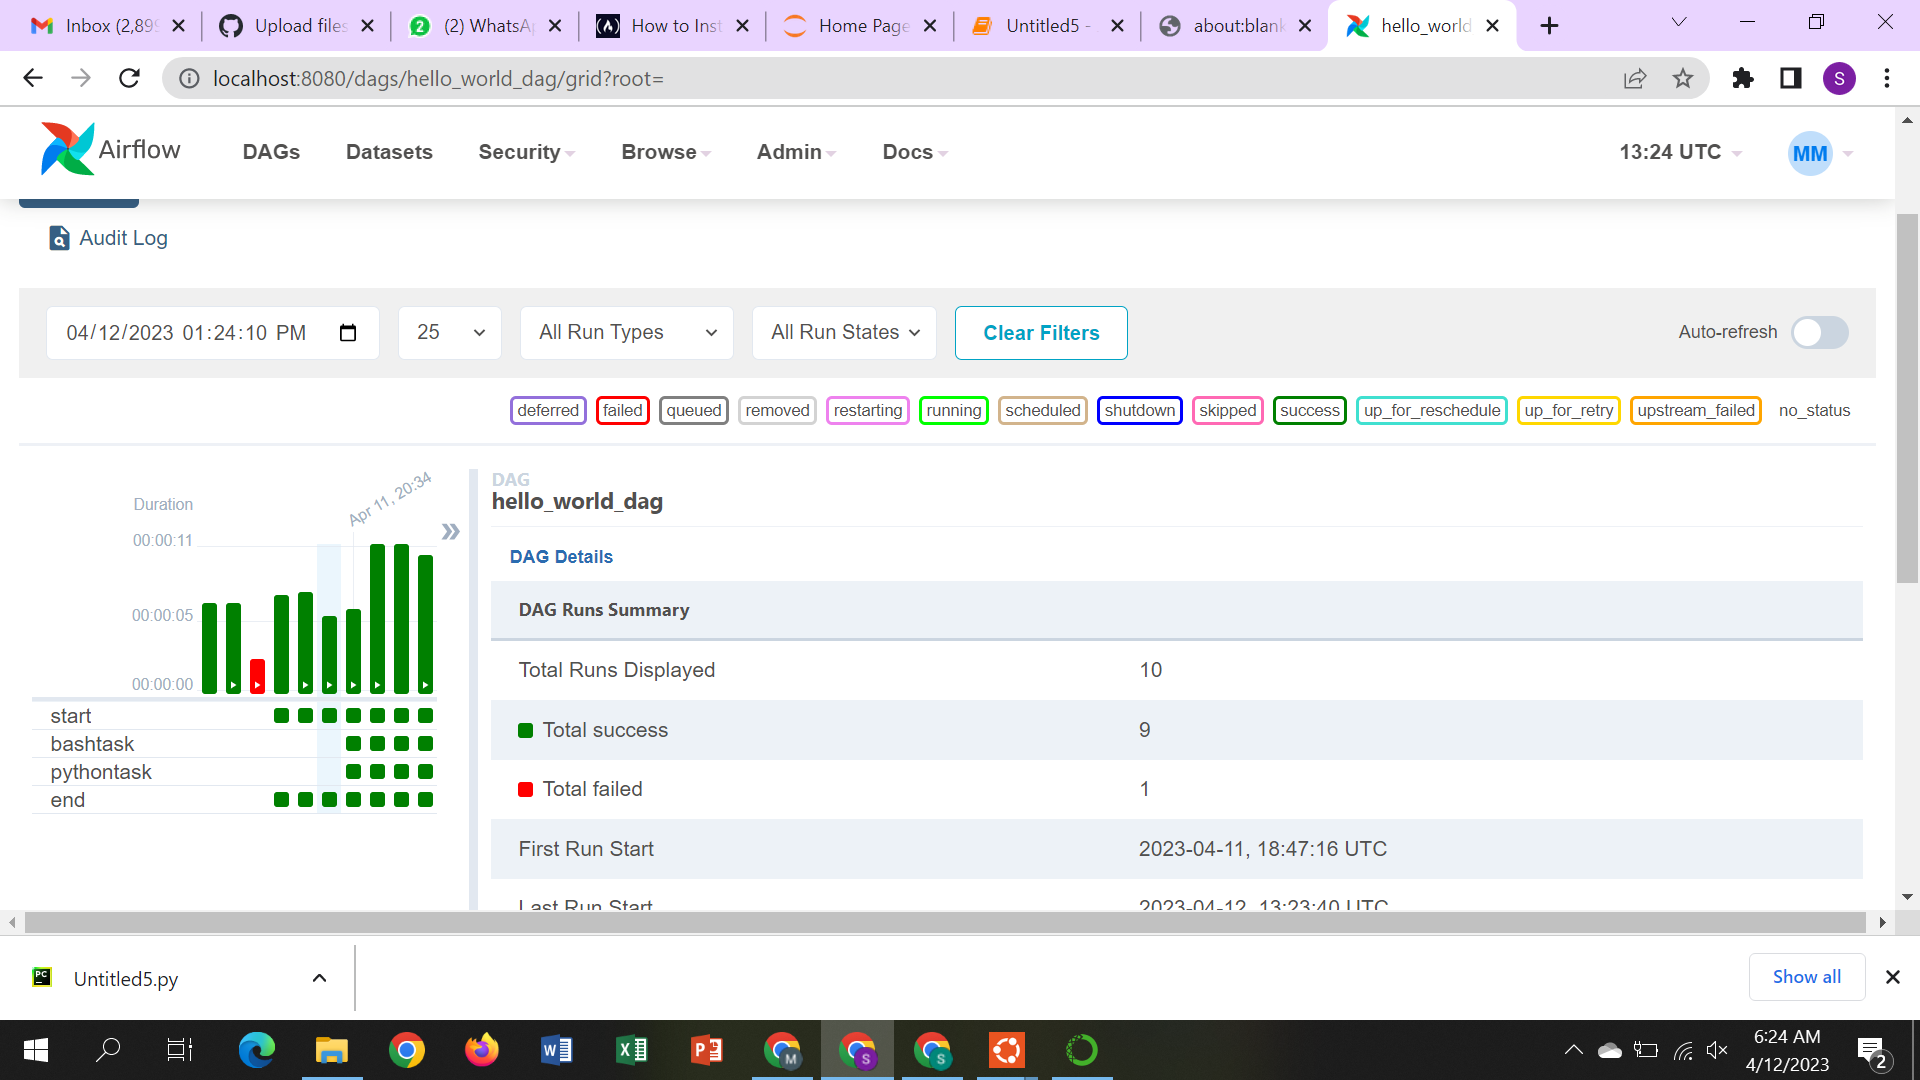 Inbox (2,899
Upload files
(2) WhatsAp
How to Inst
Home Page
Untitled5 -
about:blank
hello_world
localhost:8080/dags/hello_world_dag/grid?root=
S
Airflow
DAGs
Datasets
Security
Browse
Admin
Docs
13:24 UTC
MM
Audit Log
04/12/2023 01:24:10 PM
25
All Run Types
All Run States
Clear Filters
Auto-refresh
deferred
failed
queued
removed
restarting
running
scheduled
shutdown
skipped
success
up_for_reschedule
up_for_retry
upstream_failed
no_status
Duration
Apr 11, 20:34
00:00:11
00:00:05
00:00:00
start
bashtask
pythontask
end
DAG
hello_world_dag
DAG Details
DAG Runs Summary
Total Runs Displayed 10
Total success 9
Total failed 1
First Run Start 2023-04-11, 18:47:16 UTC
Last Run Start 2023-04-12, 13:23:40 UTC
Untitled5.py
Show all
6:24 AM
4/12/2023
2